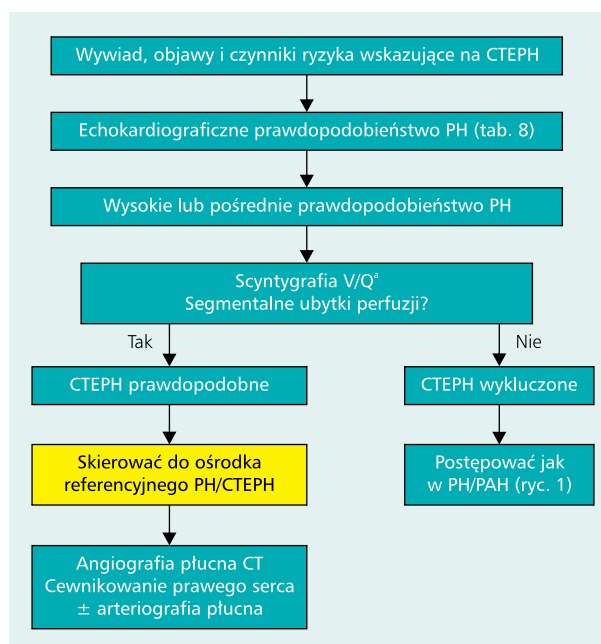 Wywiad, objawy i czynniki ryzyka wskazujące na CTEPH
Echokardiograficzne prawdopodobieństwo PH (tab. 8)
Wysokie lub pośrednie prawdopodobieństwo PH
Scyntygrafia V/Qª
Segmentalne ubytki perfuzji?
Tak
Nie
CTEPH prawdopodobne
CTEPH wykluczone
Skierować do ośrodka
referencyjnego PH/CTEPH
Postępować jak
w PH/PAH (ryc. 1)
Angiografia płucna CT
Cewnikowanie prawego serca
± arteriografia płucna